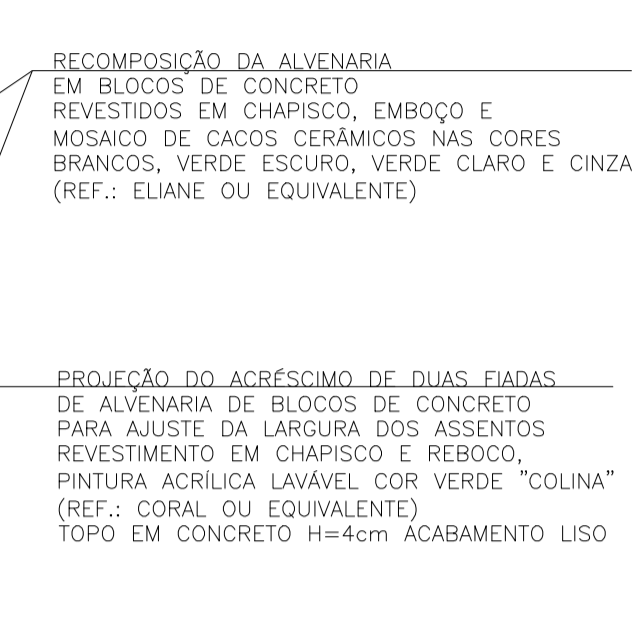 RECOMPOSIÇÃO DA ALVENARIA
EM BLOCOS DE CONCRETO
REVESTIDOS EM CHAPISCO, EMBOÇO E
MOSAICO DE CACOS CERÂMICOS NAS CORES
BRANCOS, VERDE ESCURO, VERDE CLARO E CINZA
(REF.: ELIANE OU EQUIVALENTE)
PROJEÇÃO DO ACRÉSCIMO DE DUAS FIADAS
DE ALVENARIA DE BLOCOS DE CONCRETO
PARA AJUSTE DA LARGURA DOS ASSENTOS
REVESTIMENTO EM CHAPISCO E REBOCO,
PINTURA ACRÍLICA LAVÁVEL COR VERDE "COLINA"
(REF.: CORAL OU EQUIVALENTE)
TOPO EM CONCRETO H=4cm ACABAMENTO LISO